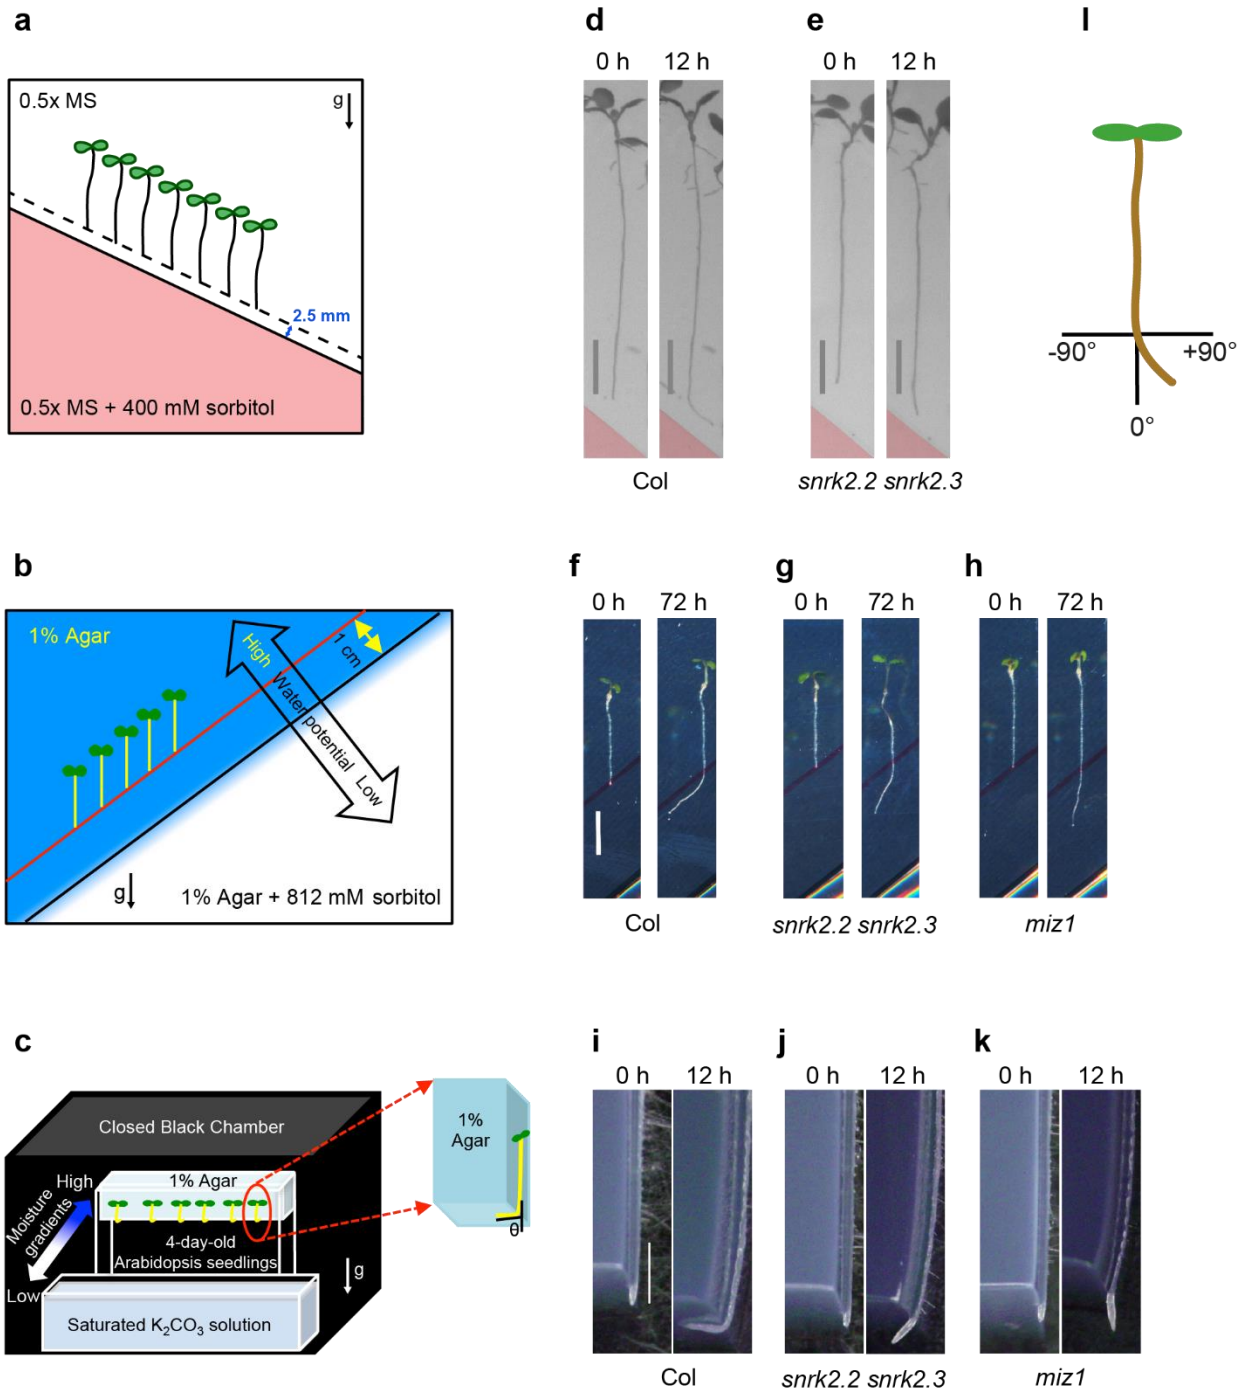 a
0.5x MS
g
2.5 mm
0.5x MS + 400 mM sorbitol
d
0 h 12 h
Col
e
0 h 12 h
snrk2.2 snrk2.3
l
-90° +90°
0°
b
1% Agar
1 cm
High Water potential Low
g
1% Agar + 812 mM sorbitol
f
0 h 72 h
Col
g
0 h 72 h
snrk2.2 snrk2.3
h
0 h 72 h
miz1
c
Closed Black Chamber
High
1% Agar
Moisture
gradients
4-day-old
Arabidopsis seedlings
g
Low
Saturated K₂CO₃ solution
1%
Agar
θ
i
0 h 12 h
Col
j
0 h 12 h
snrk2.2 snrk2.3
k
0 h 12 h
miz1